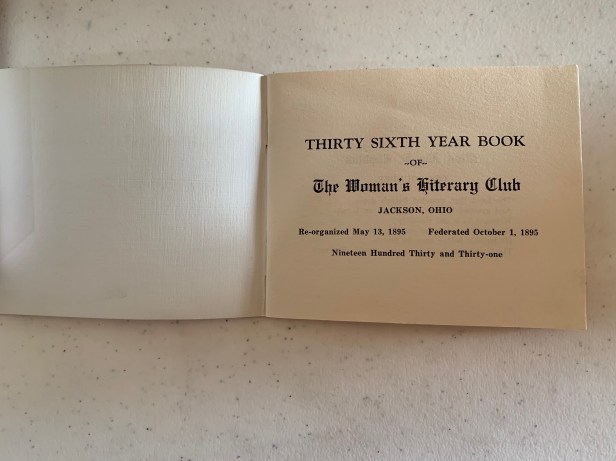 THIRTY SIXTH YEAR BOOK
--OF--
The Woman's Literary Club
JACKSON, OHIO
Re-organized May 13, 1895 Federated October 1, 1895
Nineteen Hundred Thirty and Thirty-one